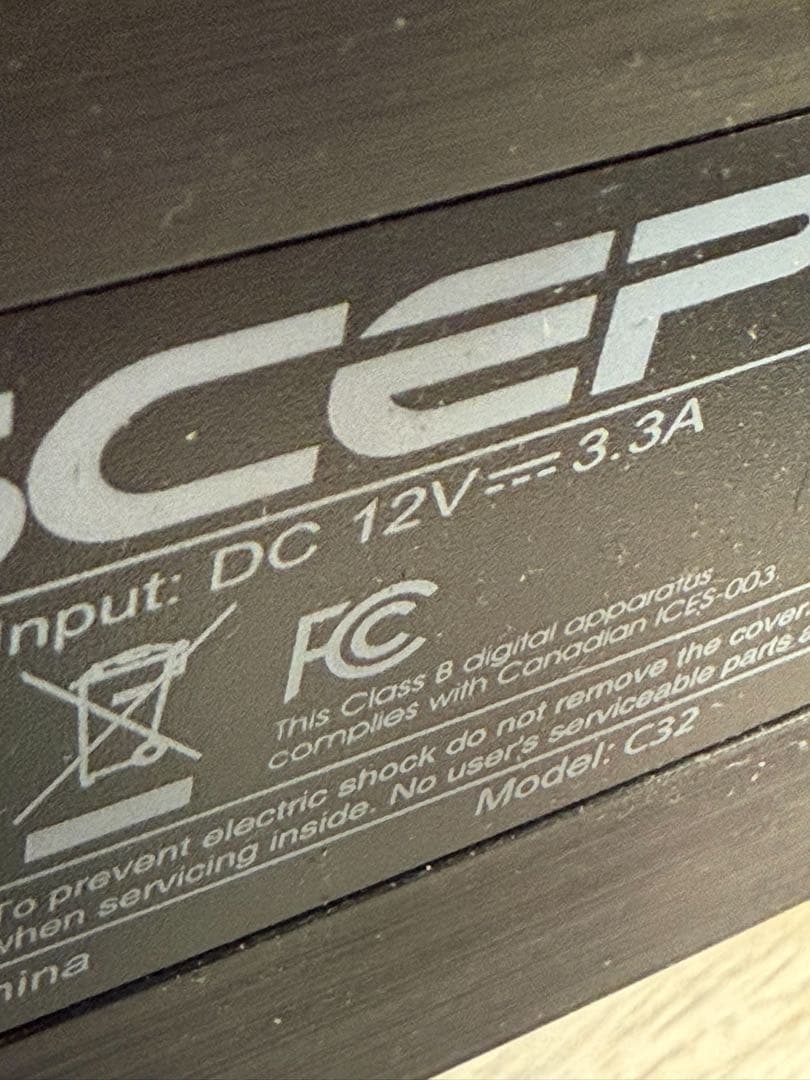 SCEP
Input: DC 12V 3.3A
FC
This Class B digital apparatus
complies with Canadian ICES-003.
To prevent electric shock do not remove the cover
when servicing inside. No user's serviceable parts
Model: C32
hina